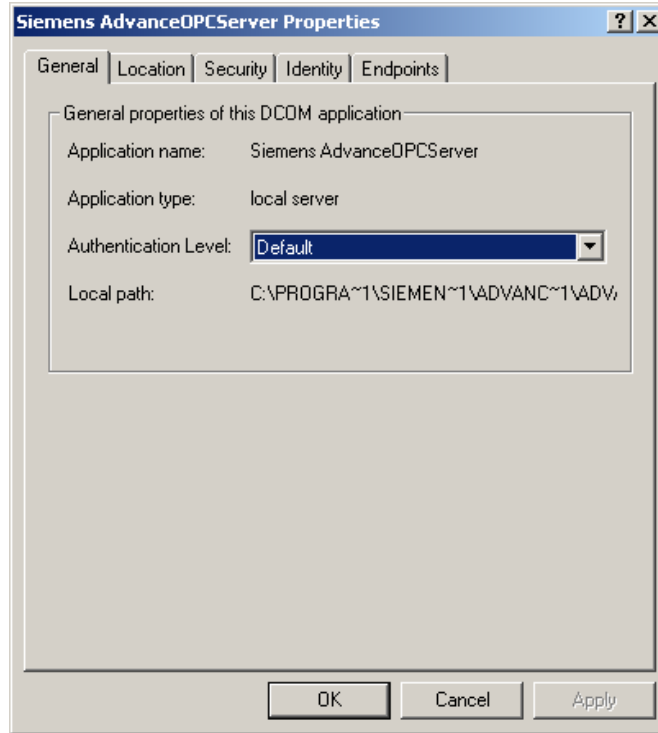 Siemens AdvanceOPCServer Properties
General Location Security Identity Endpoints
General properties of this DCOM application
Application name: Siemens AdvanceOPCServer
Application type: local server
Authentication Level: Default
Local path: C:\PROGRA~1\SIEMEN~1\ADVANC~1\ADV
OK Cancel Apply